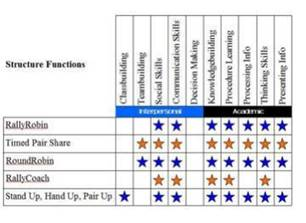 Structure Functions
Classbuilding
Teambuilding
Social Skills
Communication Skills
Decision Making
Knowledgebuilding
Procedure Learning
Processing Info
Thinking Skills
Presenting Info
Interpersonal
Academic
RallyRobin
Timed Pair Share
RoundRobin
RallyCoach
Stand Up, Hand Up, Pair Up